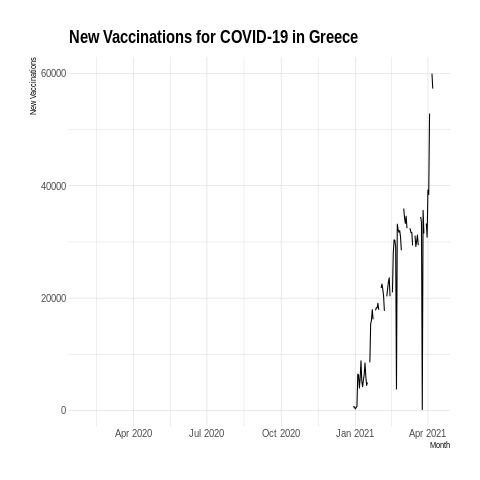 New Vaccinations for COVID-19 in Greece
New Vaccinations
60000
40000
20000
0
Apr 2020
Jul 2020
Oct 2020
Jan 2021
Apr 2021
Month